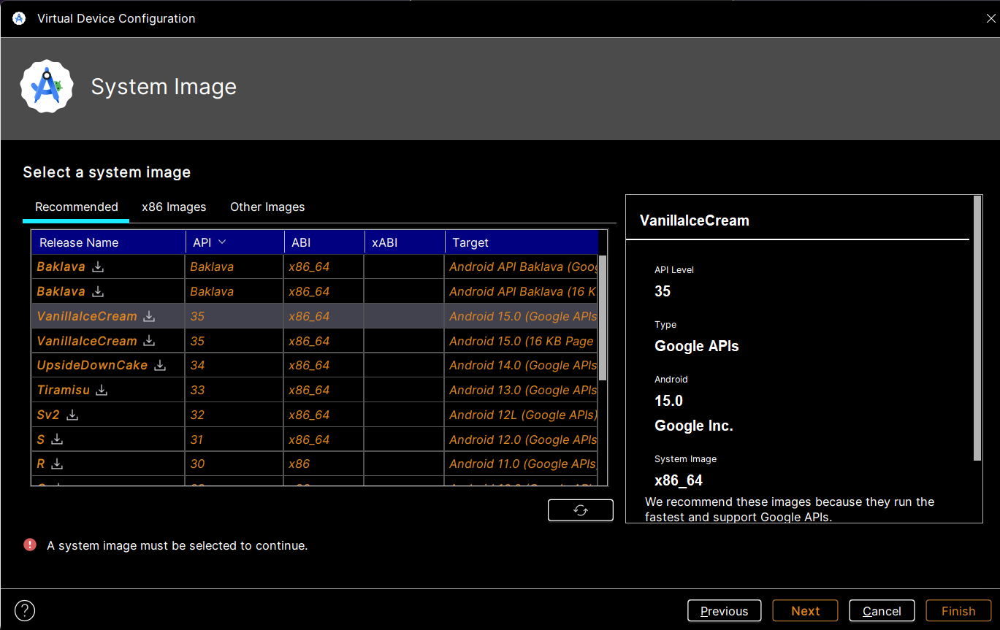 Virtual Device Configuration
System Image
Select a system image
Recommended x86 Images Other Images
Release Name API ABI xABI Target
Baklava Baklava x86_64 Android API Baklava (Goog
Baklava Baklava x86_64 Android API Baklava (16 K
VanillaIceCream 35 x86_64 Android 15.0 (Google APIs
VanillaIceCream 35 x86_64 Android 15.0 (16 KB Page
UpsideDownCake 34 x86_64 Android 14.0 (Google APIs
Tiramisu 33 x86_64 Android 13.0 (Google APIs
Sv2 32 x86_64 Android 12L (Google APIs)
S 31 x86_64 Android 12.0 (Google APIs
R 30 x86 Android 11.0 (Google APIs
VanillaIceCream
API Level
35
Type
Google APIs
Android
15.0
Google Inc.
System Image
x86_64
We recommend these images because they run the
fastest and support Google APIs.
A system image must be selected to continue.
? Previous Next Cancel Finish